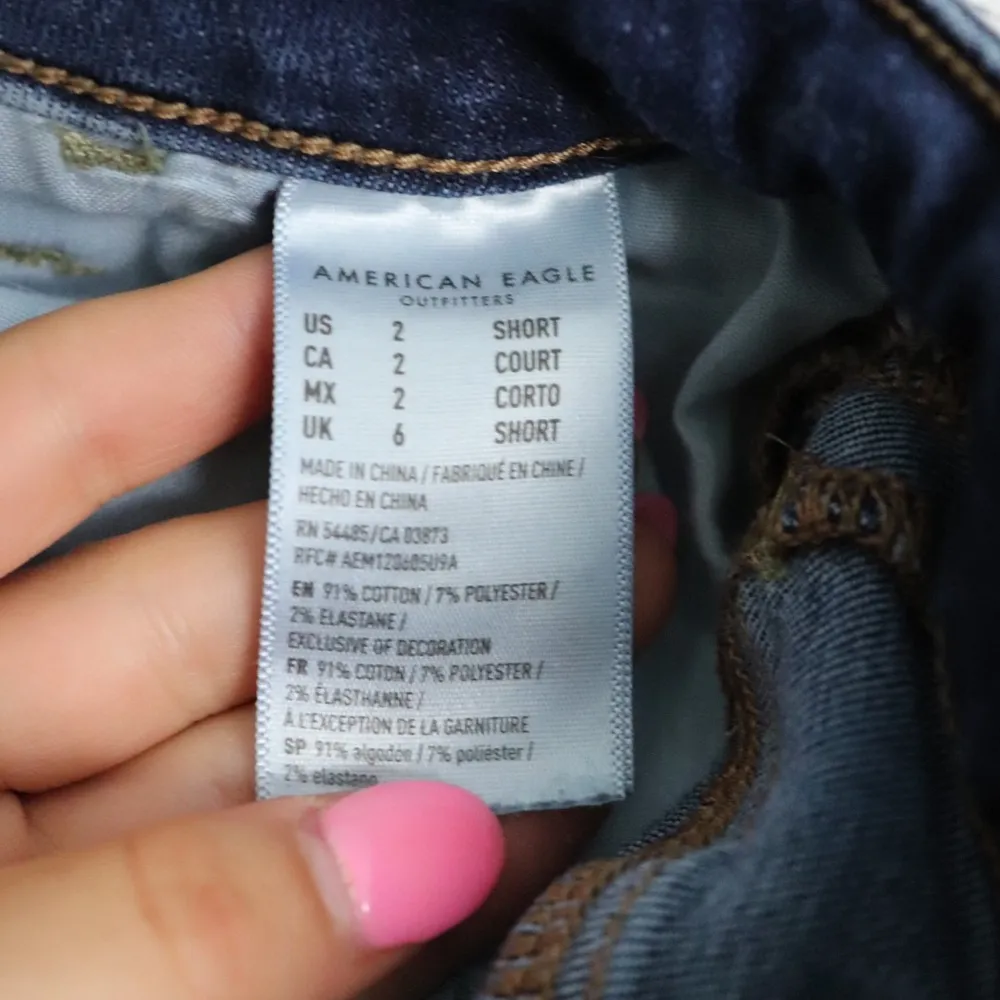 AMERICAN EAGLE
OUTFITTERS
US 2 SHORT
CA 2 COURT
MX 2 CORTO
UK 6 SHORT
MADE IN CHINA / FABRIQUÉ EN CHINE /
HECHO EN CHINA
RN 54485/CA 03873
RFC# AEM120605U9A
EN 91% COTTON / 7% POLYESTER /
2% ELASTANE /
EXCLUSIVE OF DECORATION
FR 91% COTON / 7% POLYESTER /
2% ÉLASTHANNE /
À L'EXCEPTION DE LA GARNITURE
SP 91% algodón / 7% poliéster /
2% elastano